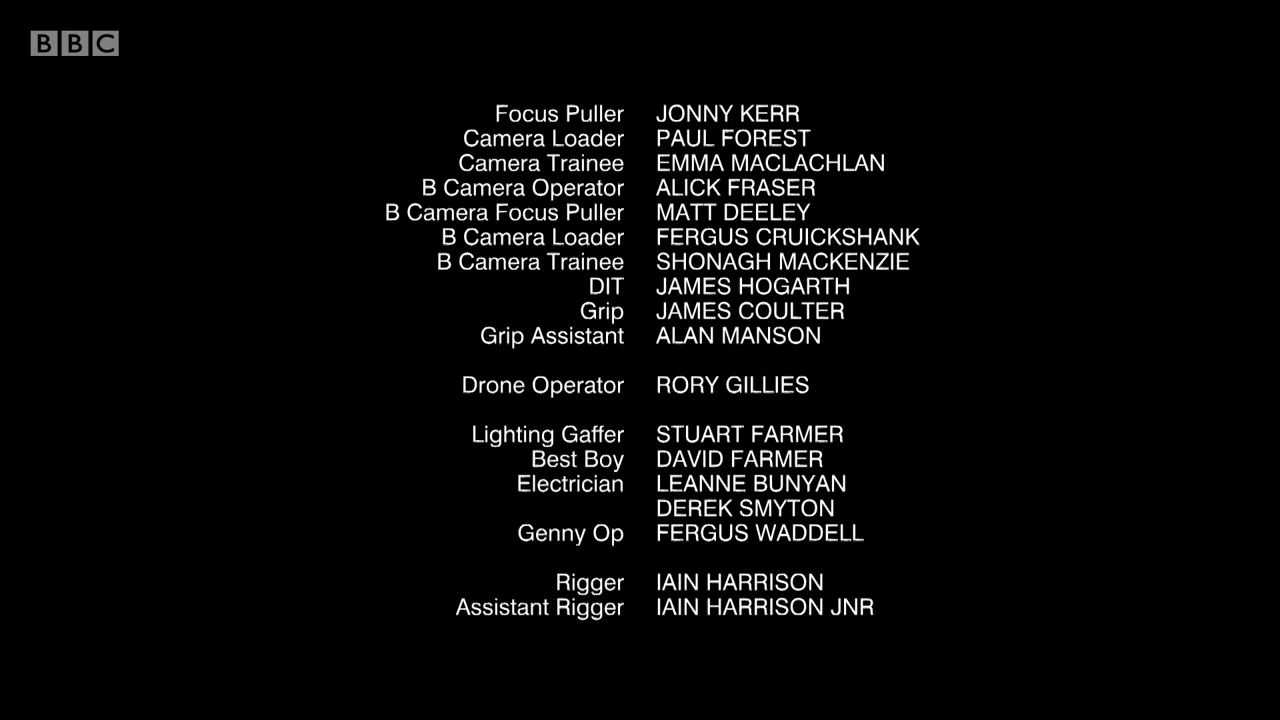 BBC
Focus Puller JONNY KERR
Camera Loader PAUL FOREST
Camera Trainee EMMA MACLACHLAN
B Camera Operator ALICK FRASER
B Camera Focus Puller MATT DEELEY
B Camera Loader FERGUS CRUICKSHANK
B Camera Trainee SHONAGH MACKENZIE
DIT JAMES HOGARTH
Grip JAMES COULTER
Grip Assistant ALAN MANSON
Drone Operator RORY GILLIES
Lighting Gaffer STUART FARMER
Best Boy DAVID FARMER
Electrician LEANNE BUNYAN
DEREK SMYTON
Genny Op FERGUS WADDELL
Rigger IAIN HARRISON
Assistant Rigger IAIN HARRISON JNR